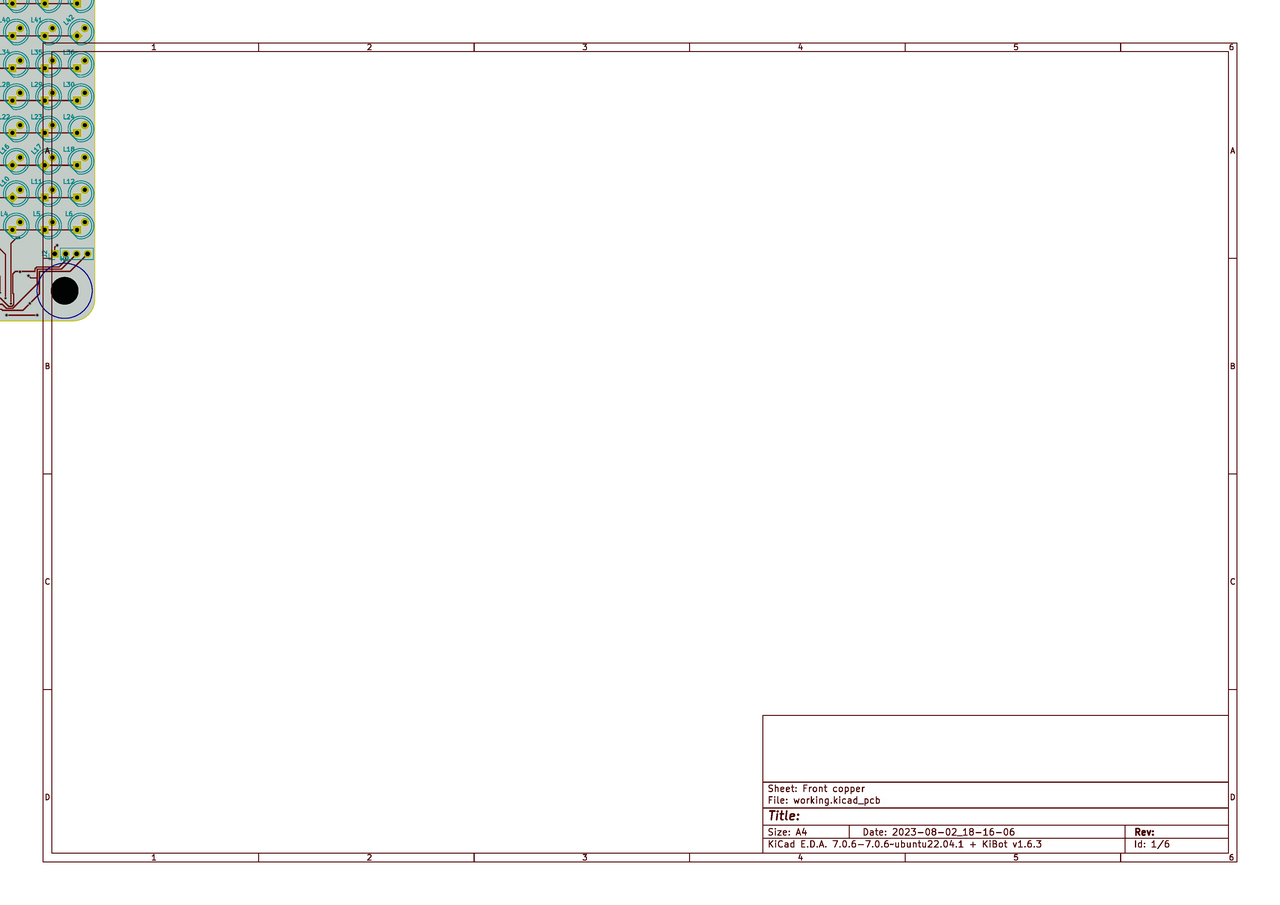 L40 L41 L42
1 2 3 4 5 6
L34 L35 L36
L28 L29 L30
L22 L23 L24
L16 L17 L18
A A
L10 L11 L12
L4 L5 L6
B B
C C
D D
Sheet: Front copper
File: working.kicad_pcb
Title:
Size: A4 Date: 2023-08-02_18-16-06 Rev:
KiCad E.D.A. 7.0.6-7.0.6~ubuntu22.04.1 + KiBot v1.6.3 Id: 1/6
1 2 3 4 5 6